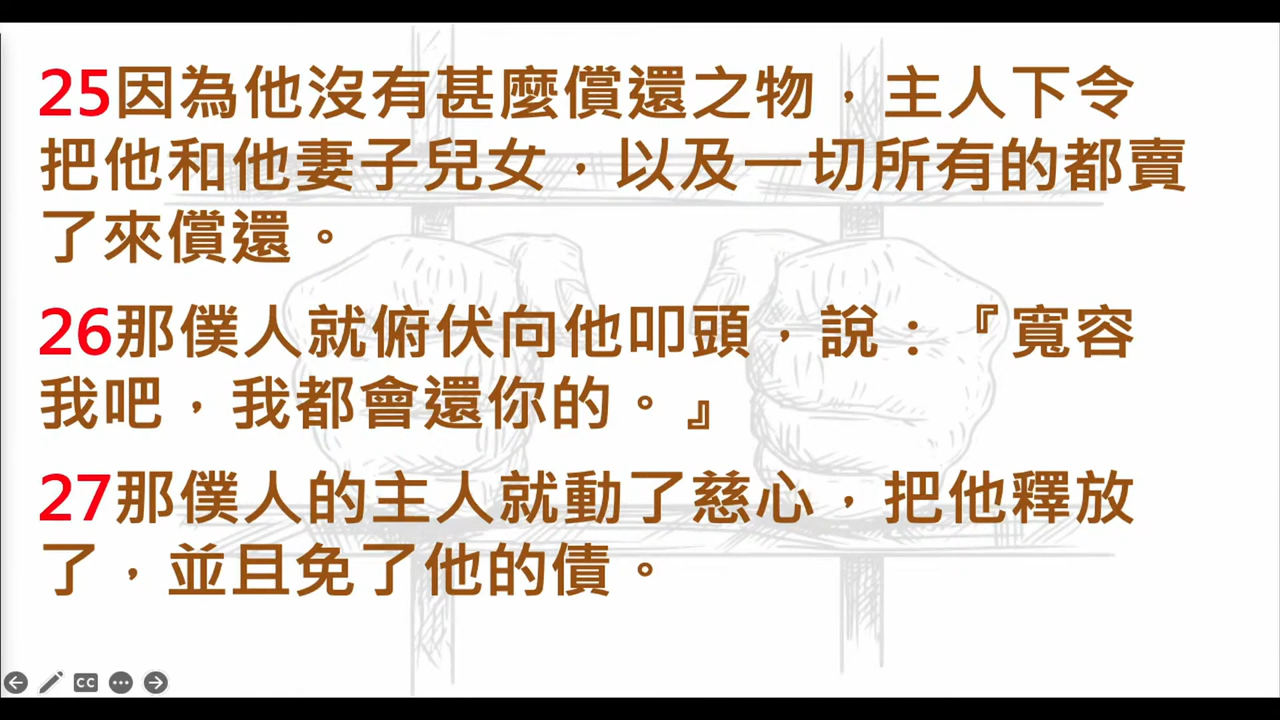 25因為他沒有甚麼償還之物，主人下令
把他和他妻子兒女，以及一切所有的都賣
了來償還。
26那僕人就俯伏向他叩頭，說：『寬容
我吧，我都會還你的。』
27那僕人的主人就動了慈心，把他釋放
了，並且免了他的債。
CC